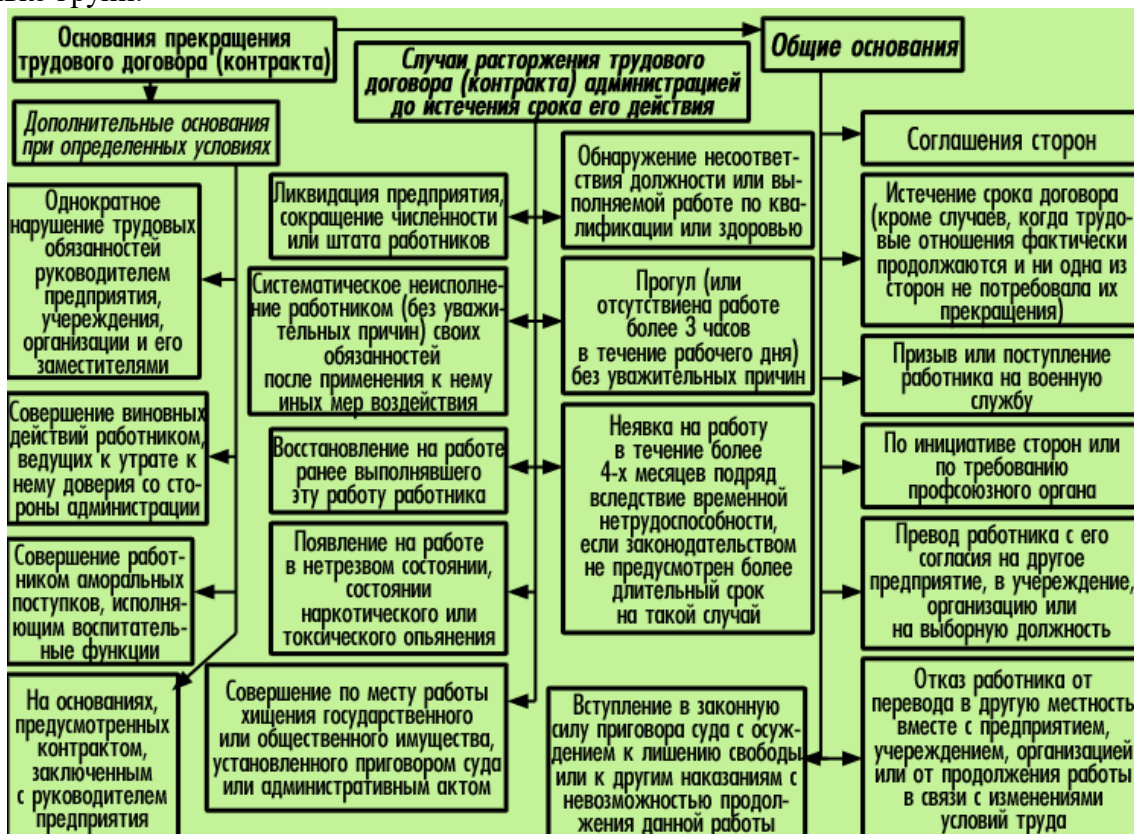 Основания прекращения
трудового договора (контракта)
Дополнительные основания
при определенных условиях
Однократное
нарушение трудовых
обязанностей
руководителем
предприятия,
учереждения,
организации и его
заместителями
Совершение виновных
действий работником,
ведущих к утрате к
нему доверия со сто-
роны администрации
Совершение работ-
ником аморальных
поступков, исполня-
ющим воспитатель-
ные функции
На основаниях,
предусмотренных
контрактом,
заключенным
с руководителем
предприятия
Случаи расторжения трудового
договора (контракта) администрацией
до истечения срока его действия
Ликвидация предприятия,
сокращение численности
или штата работников
Систематическое неисполне-
ние работником (без уважи-
тельных причин) своих
обязанностей
после применения к нему
иных мер воздействия
Восстановление на работе
ранее выполнявшего
эту работу работника
Появление на работе
в нетрезвом состоянии,
состоянии
наркотического или
токсического опьянения
Совершение по месту работы
хищения государственного
или общественного имущества,
установленного приговором суда
или административным актом
Обнаружение несоответ-
ствия должности или вы-
полняемой работе по ква-
лификации или здоровью
Прогул (или
отсутствиена работе
более 3 часов
в течение рабочего дня)
без уважительных причин
Неявка на работу
в течение более
4-х месяцев подряд
вследствие временной
нетрудоспособности,
если законодательством
не предусмотрен более
длительный срок
на такой случай
Вступление в законную
силу приговора суда с осуж-
дением к лишению свободы
или к другим наказаниям с
невозможностью продол-
жения данной работы
Общие основания
Соглашения сторон
Истечение срока договора
(кроме случаев, когда трудо-
вые отношения фактически
продолжаются и ни одна из
сторон не потребовала их
прекращения)
Призыв или поступление
работника на военную
службу
По инициативе сторон или
по требованию
профсоюзного органа
Превод работника с его
согласия на другое
предприятие, в учереждение,
организацию или
на выборную должность
Отказ работника от
перевода в другую местность
вместе с предприятием,
учереждением, организацией
или от продолжения работы
в связи с изменениями
условий труда